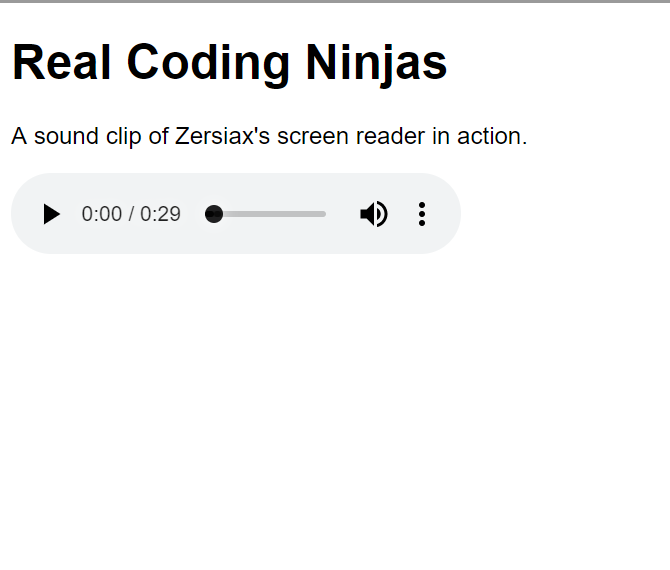 Real Coding Ninjas
A sound clip of Zersiax's screen reader in action.
0:00 / 0:29